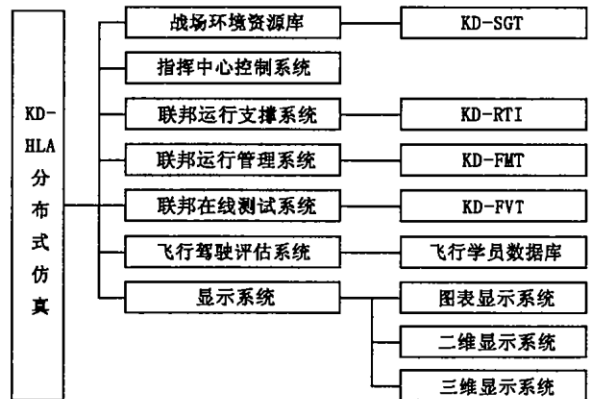 KD-
HLA
分
布
式
仿
真
战场环境资源库
KD-SGT
指挥中心控制系统
联邦运行支撑系统
KD-RTI
联邦运行管理系统
KD-FMT
联邦在线测试系统
KD-FVT
飞行驾驶评估系统
飞行学员数据库
显示系统
图表显示系统
二维显示系统
三维显示系统